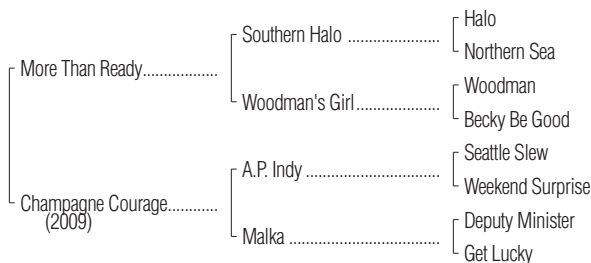 Halo
Southern Halo ......................
Northern Sea
More Than Ready..................
Woodman
Woodman's Girl ....................
Becky Be Good
Seattle Slew
A.P. Indy ................................
Weekend Surprise
Champagne Courage............
(2009)
Deputy Minister
Malka ....................................
Get Lucky